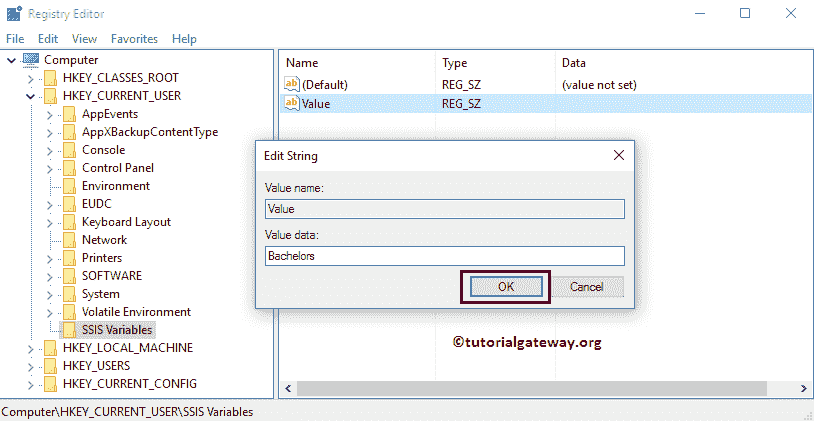 Registry Editor
File Edit View Favorites Help
Computer
HKEY_CLASSES_ROOT
HKEY_CURRENT_USER
AppEvents
AppXBackupContentType
Console
Control Panel
Environment
EUDC
Keyboard Layout
Network
Printers
SOFTWARE
System
Volatile Environment
SSIS Variables
HKEY_LOCAL_MACHINE
HKEY_USERS
HKEY_CURRENT_CONFIG
Name Type Data
ab (Default) REG_SZ (value not set)
ab Value REG_SZ
Edit String
Value name:
Value
Value data:
Bachelors
OK Cancel
©tutorialgateway.org
Computer\HKEY_CURRENT_USER\SSIS Variables